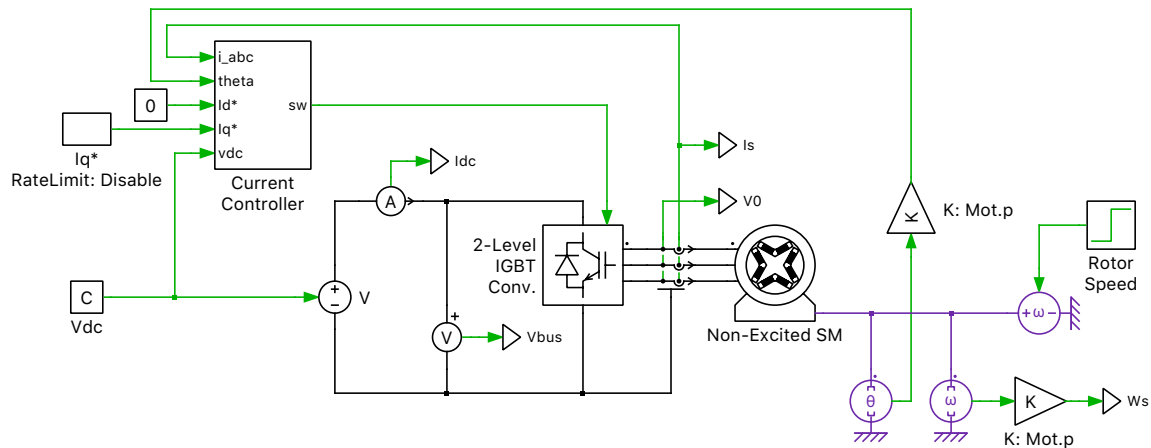 i_abc
theta
0
Id*
sw
Iq*
Iq*
RateLimit: Disable
vdc
Current
Controller
Idc
A
Is
V0
K
K: Mot.p
2-Level
IGBT
Conv.
Rotor
Speed
C
Vdc
+
−
V
+
V
Vbus
Non-Excited SM
+ω−
θ
ω
K
Ws
K: Mot.p